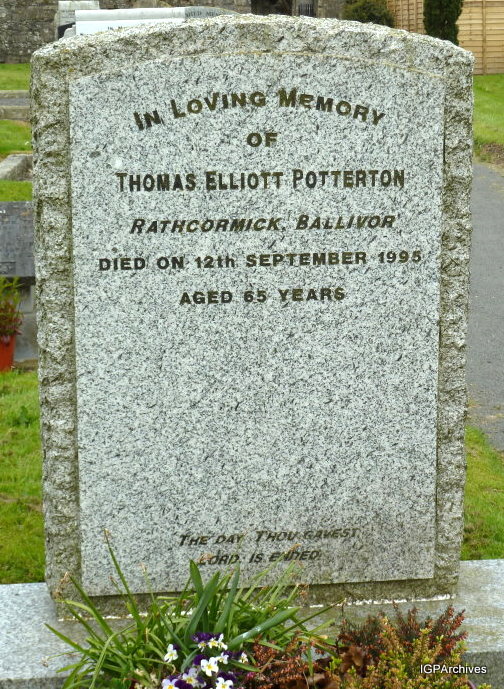 In Loving Memory
OF
Thomas Elliott Potterton
Rathcormick, Ballivor
DIED ON 12th SEPTEMBER 1995
AGED 65 YEARS
The day Thou gavest
Lord is ended
IGPArchives